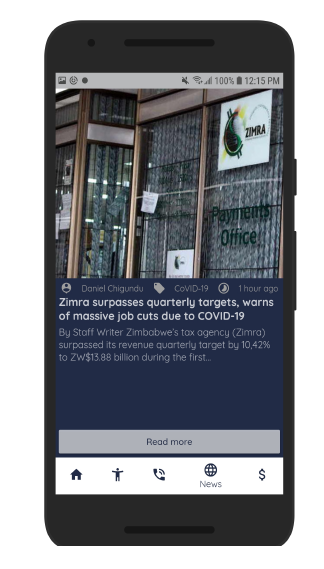 100% 12:15 PM
ZIMRA
Payments
Office
Daniel Chigundu CoVID-19 1 hour ago
Zimra surpasses quarterly targets, warns
of massive job cuts due to COVID-19
By Staff Writer Zimbabwe's tax agency (Zimra)
surpassed its revenue quarterly target by 10,42%
to ZW$13.88 billion during the first...
Read more
News